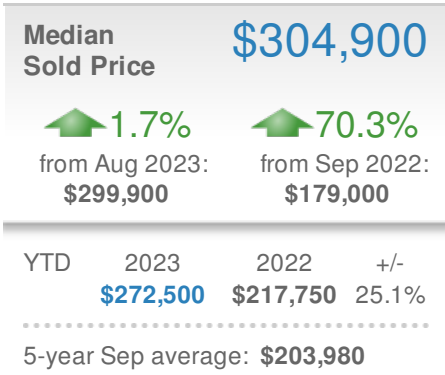 Median
Sold Price
$304,900
1.7% 70.3%
from Aug 2023: from Sep 2022:
$299,900 $179,000
YTD 2023 2022 +/-
$272,500 $217,750 25.1%
5-year Sep average: $203,980